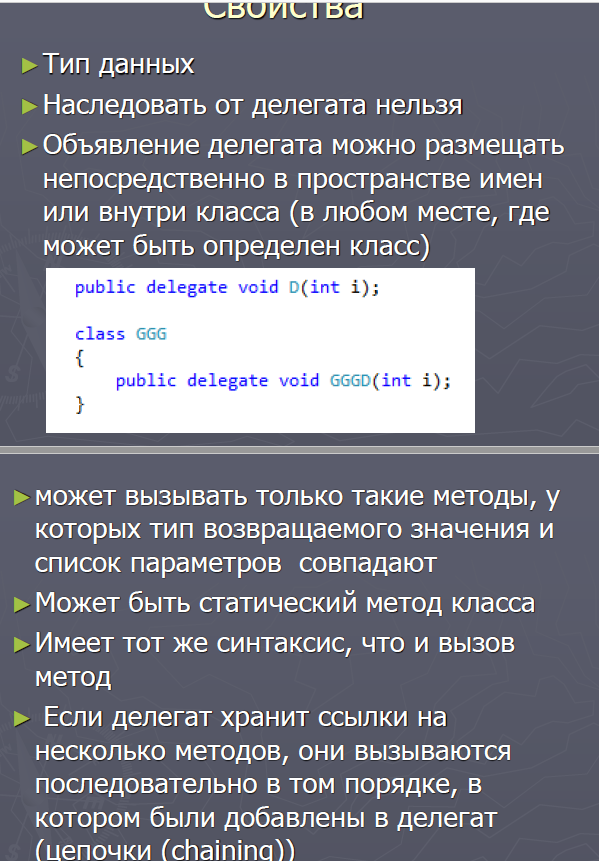 Свойства
Тип данных
Наследовать от делегата нельзя
Объявление делегата можно размещать
непосредственно в пространстве имен
или внутри класса (в любом месте, где
может быть определен класс)
public delegate void D(int i);
class GGG
{
public delegate void GGGD(int i);
}
может вызывать только такие методы, у
которых тип возвращаемого значения и
список параметров совпадают
Может быть статический метод класса
Имеет тот же синтаксис, что и вызов
метод
Если делегат хранит ссылки на
несколько методов, они вызываются
последовательно в том порядке, в
котором были добавлены в делегат
(цепочки (chaining))